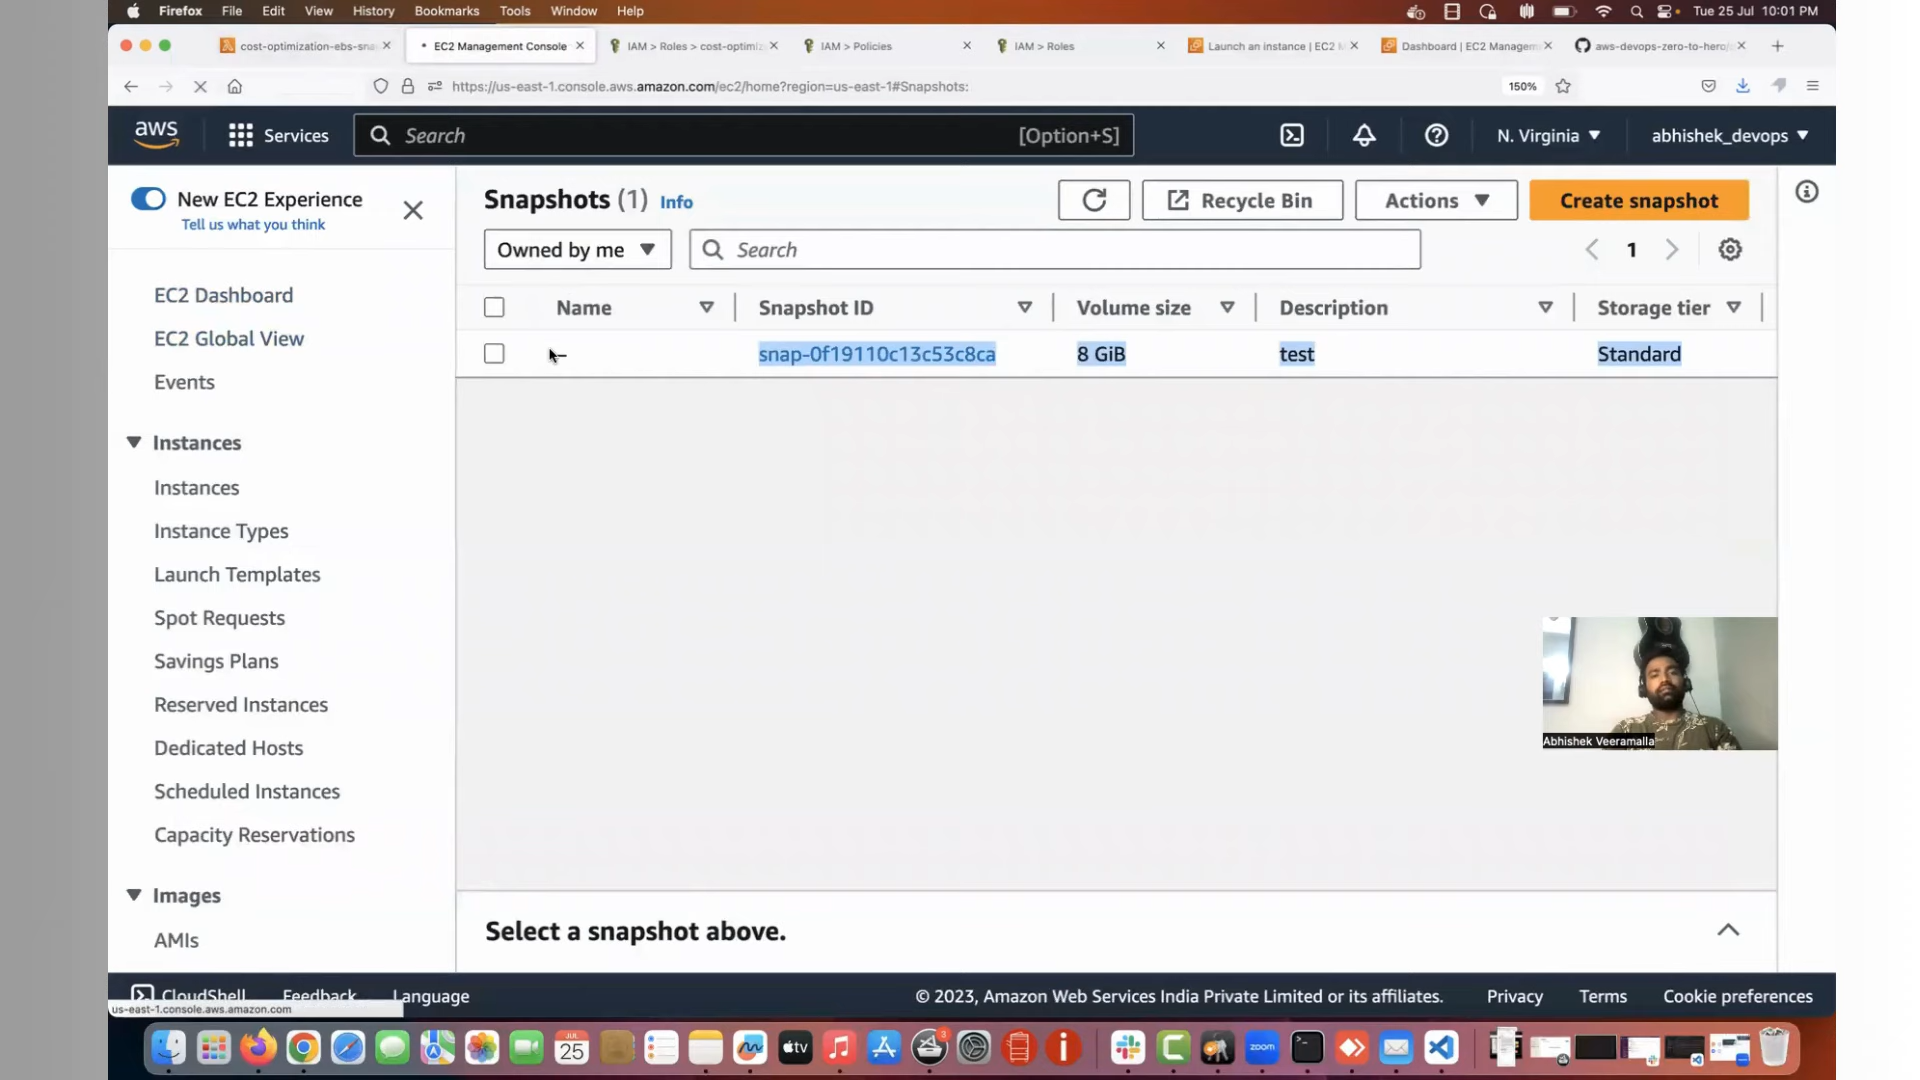 Firefox File Edit View History Bookmarks Tools Window Help Tue 25 Jul 10:01 PM
cost-optimization-ebs-sna EC2 Management Console IAM > Roles > cost-optimiz IAM > Policies IAM > Roles Launch an instance | EC2 M Dashboard | EC2 Managem aws-devops-zero-to-hero/
https://us-east-1.console.aws.amazon.com/ec2/home?region=us-east-1#Snapshots: 150%
aws Services Search [Option+S] N. Virginia abhishek_devops
New EC2 Experience
Tell us what you think
EC2 Dashboard
EC2 Global View
Events
Instances
Instances
Instance Types
Launch Templates
Spot Requests
Savings Plans
Reserved Instances
Dedicated Hosts
Scheduled Instances
Capacity Reservations
Images
AMIs
Snapshots (1) Info Recycle Bin Actions Create snapshot
Owned by me Search 1
Name Snapshot ID Volume size Description Storage tier
– snap-0f19110c13c53c8ca 8 GiB test Standard
Abhishek Veeramalla
Select a snapshot above.
CloudShell Feedback Language © 2023, Amazon Web Services India Private Limited or its affiliates. Privacy Terms Cookie preferences
us-east-1.console.aws.amazon.com
JUL
25
tv
3
zoom